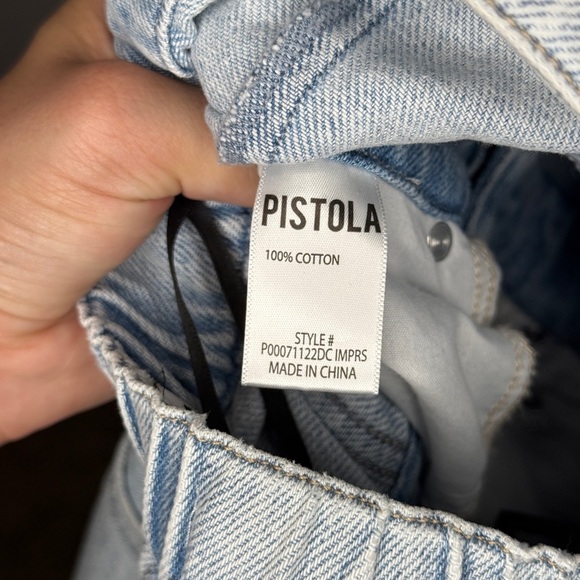 PISTOLA
100% COTTON
STYLE #
P00071122DC IMPRS
MADE IN CHINA